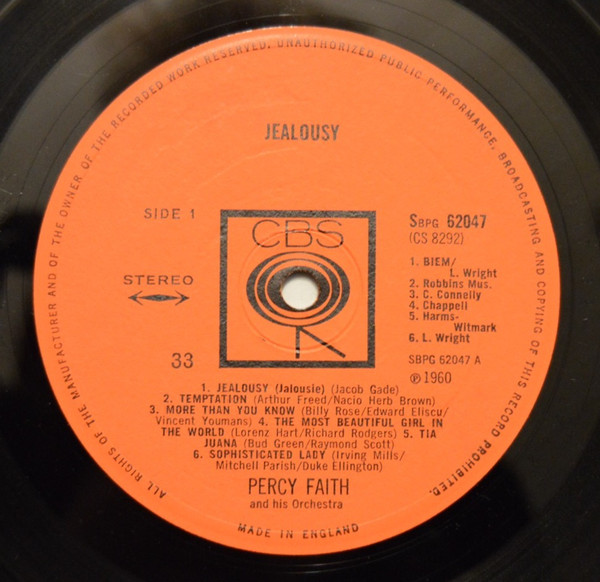 ALL RIGHTS OF THE MANUFACTURER AND OF THE OWNER OF THE RECORDED WORK RESERVED. UNAUTHORIZED PUBLIC PERFORMANCE, BROADCASTING AND COPYING OF THIS RECORD PROHIBITED.
JEALOUSY
SIDE 1
CBS
SBPG 62047
(CS 8292)
1. BIEM/
L. Wright
2. Robbins Mus.
3. C. Connelly
4. Chappell
5. Harms-
Witmark
6. L. Wright
STEREO
33
SBPG 62047 A
℗ 1960
1. JEALOUSY (Jalousie) (Jacob Gade)
2. TEMPTATION (Arthur Freed/Nacio Herb Brown)
3. MORE THAN YOU KNOW (Billy Rose/Edward Eliscu/
Vincent Youmans) 4. THE MOST BEAUTIFUL GIRL IN
THE WORLD (Lorenz Hart/Richard Rodgers) 5. TIA
JUANA (Bud Green/Raymond Scott)
6. SOPHISTICATED LADY (Irving Mills/
Mitchell Parish/Duke Ellington)
PERCY FAITH
and his Orchestra
MADE IN ENGLAND